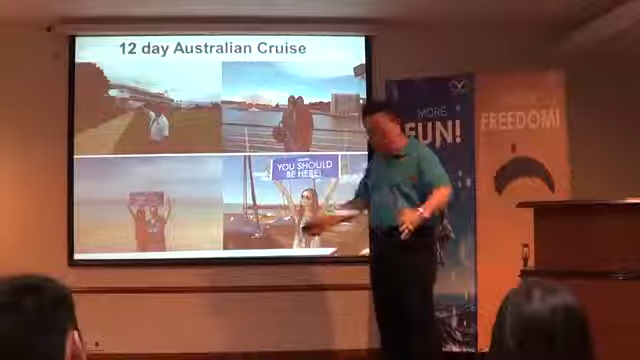 12 day Australian Cruise
YOU SHOULD
BE HERE!
MORE
FUN!
FREEDOM!